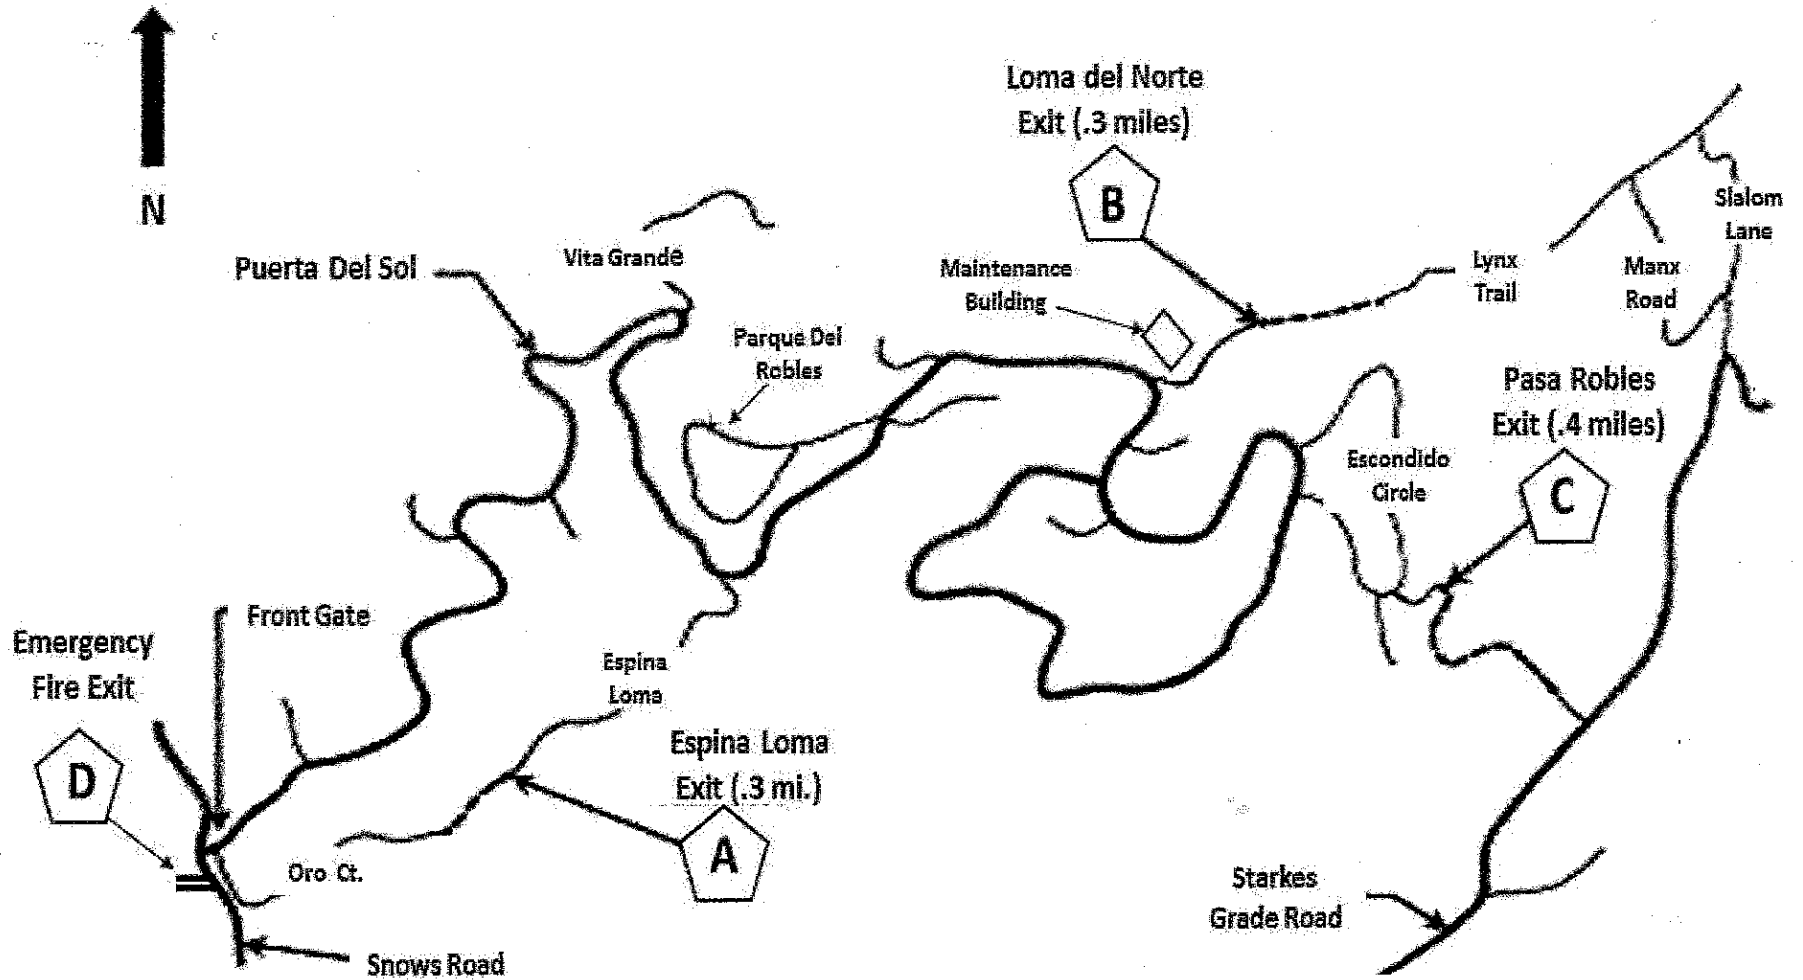 N
Loma del Norte
Exit (.3 miles)
B
Puerta Del Sol
Vita Grande
Maintenance
Building
Lynx
Trail
Manx
Road
Slalom
Lane
Parque Del
Robles
Pasa Robles
Exit (.4 miles)
C
Escondido
Circle
Front Gate
Emergency
Fire Exit
D
Espina
Loma
Espina Loma
Exit (.3 mi.)
A
Oro Ct.
Starkes
Grade Road
Snows Road